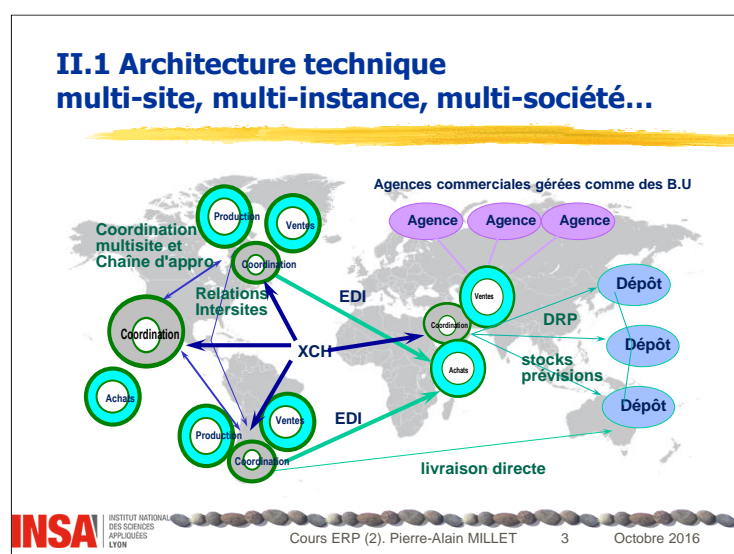 II.1 Architecture technique
multi-site, multi-instance, multi-société…
Agences commerciales gérées comme des B.U
Production
Ventes
Agence
Agence
Agence
Coordination
multisite et
Chaîne d'appro
Coordination
Relations
Intersites
EDI
Ventes
Dépôt
Coordination
Coordination
DRP
XCH
Dépôt
Achats
stocks
prévisions
Achats
Dépôt
Production
Ventes
EDI
Coordination
livraison directe
INSA
INSTITUT NATIONAL
DES SCIENCES
APPLIQUÉES
LYON
Cours ERP (2). Pierre-Alain MILLET
3
Octobre 2016